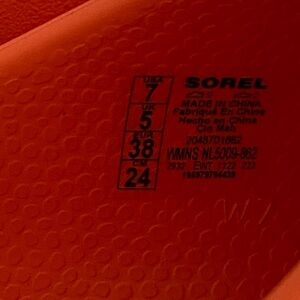 USA
7
UK
5
EUR
38
CM
24
SOREL
MADE IN CHINA
Fabriqué En Chine
Hecho en China
2048701862
WMNS NL5009-862